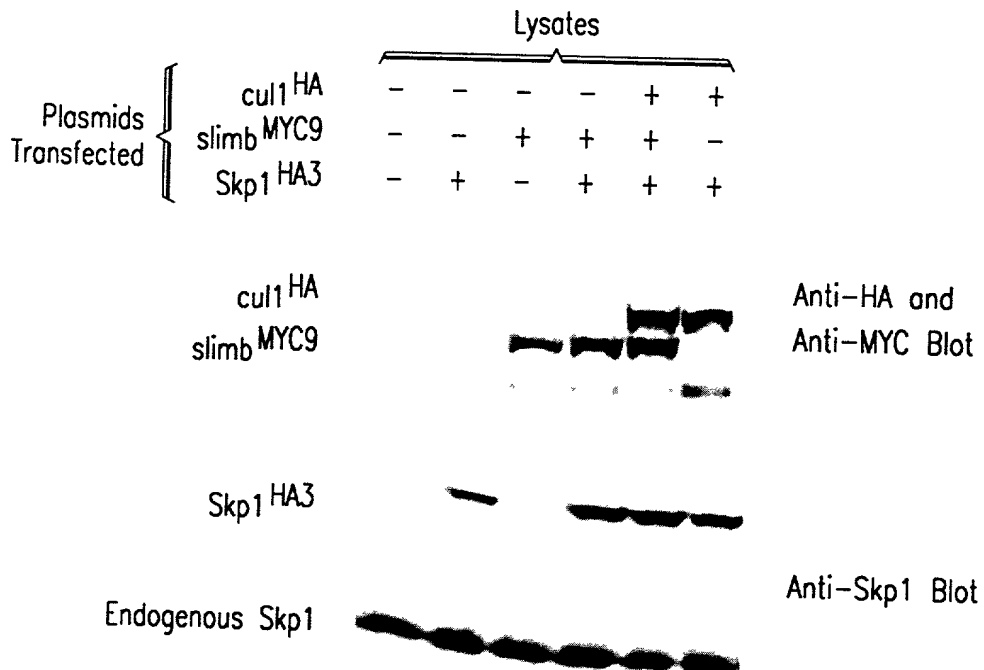 Lysates
Plasmids Transfected
cul1 HA - - - - + +
slimb MYC9 - - + + + -
Skp1 HA3 - + - + + +
cul1 HA
slimb MYC9
Anti-HA and
Anti-MYC Blot
Skp1 HA3
Anti-Skp1 Blot
Endogenous Skp1